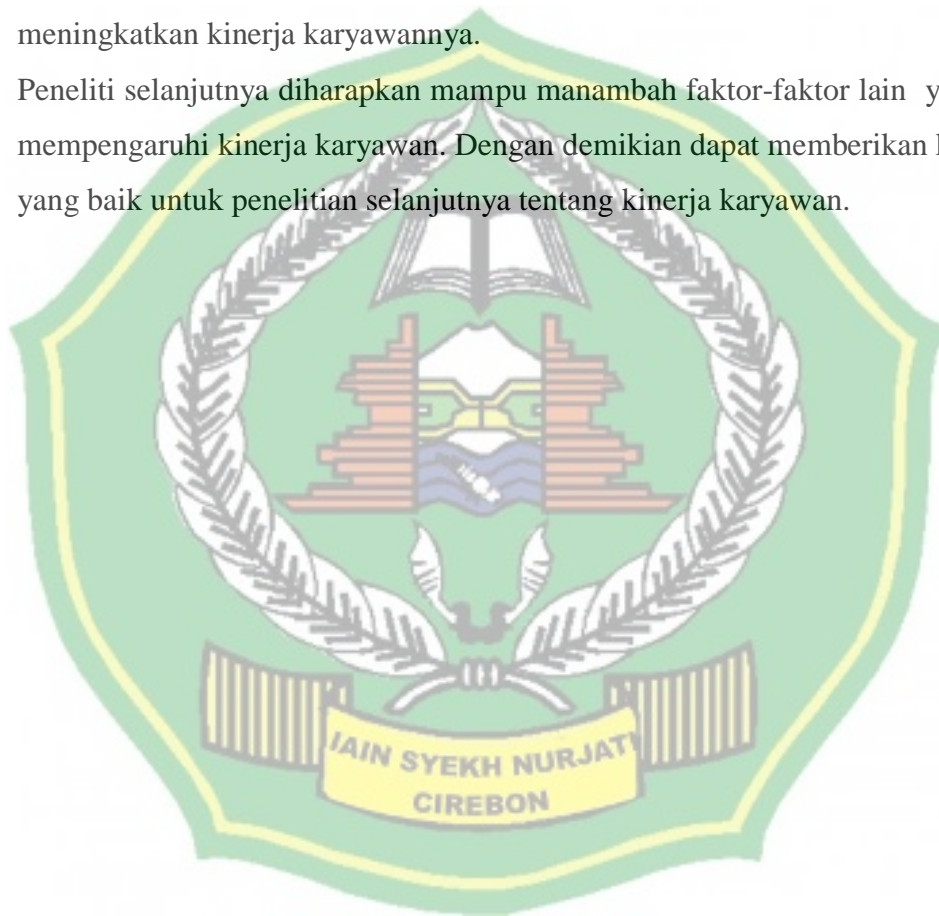 meningkatkan kinerja karyawannya.
Peneliti selanjutnya diharapkan mampu manambah faktor-faktor lain
mempengaruhi kinerja karyawan. Dengan demikian dapat memberikan
yang baik untuk penelitian selanjutnya tentang kinerja karyawan.
IAIN SYEKH NURJATI
CIREBON